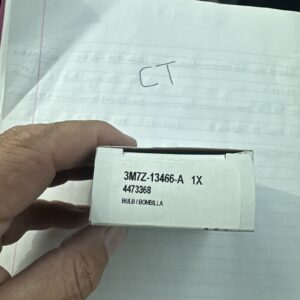 CT
3M7Z-13466-A 1X
4473368
BULB / BOMBILLA